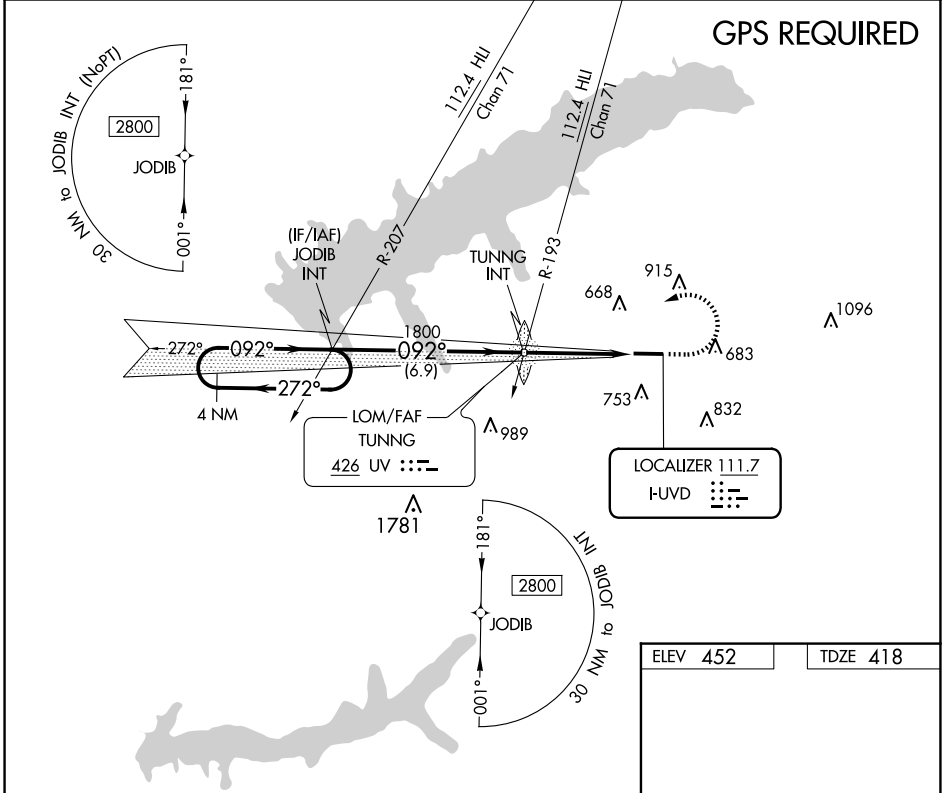 GPS REQUIRED
30 NM to JODIB INT (NoPT)
181°
2800
JODIB
001°
112.4 HLI
Chan 71
112.4 HLI
Chan 71
R-207
R-193
(IF/IAF)
JODIB
INT
TUNNG
INT
915
668
1096
683
1800
272°
092°
092°
(6.9)
272°
4 NM
753
832
989
LOM/FAF
TUNNG
426 UV
LOCALIZER 111.7
I-UVD
1781
181°
2800
JODIB
001°
30 NM to JODIB INT
ELEV 452
TDZE 418